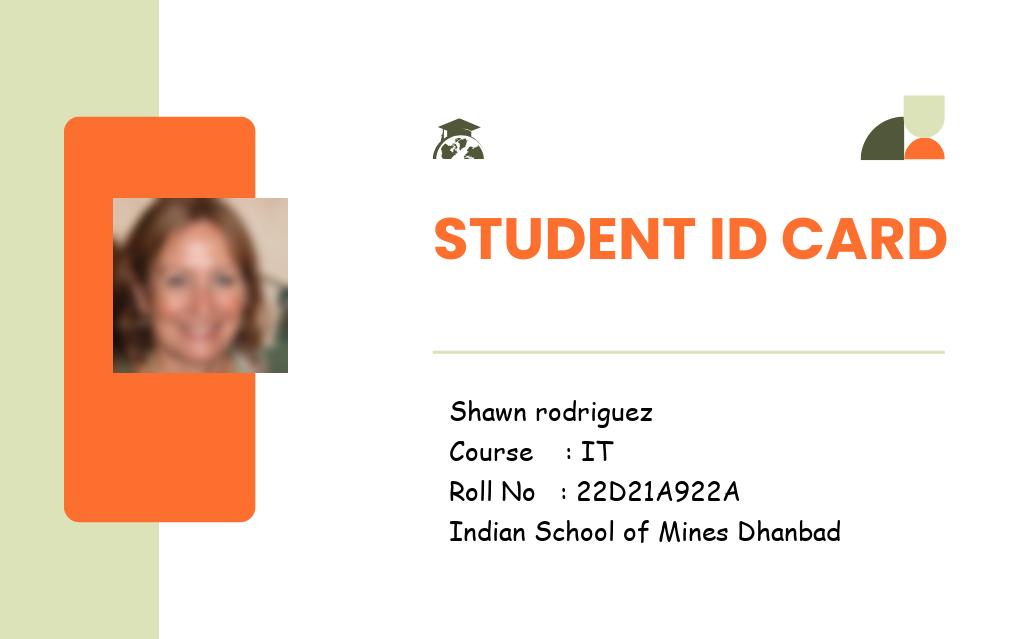 STUDENT ID CARD
Shawn rodriguez
Course : IT
Roll No : 22D21A922A
Indian School of Mines Dhanbad